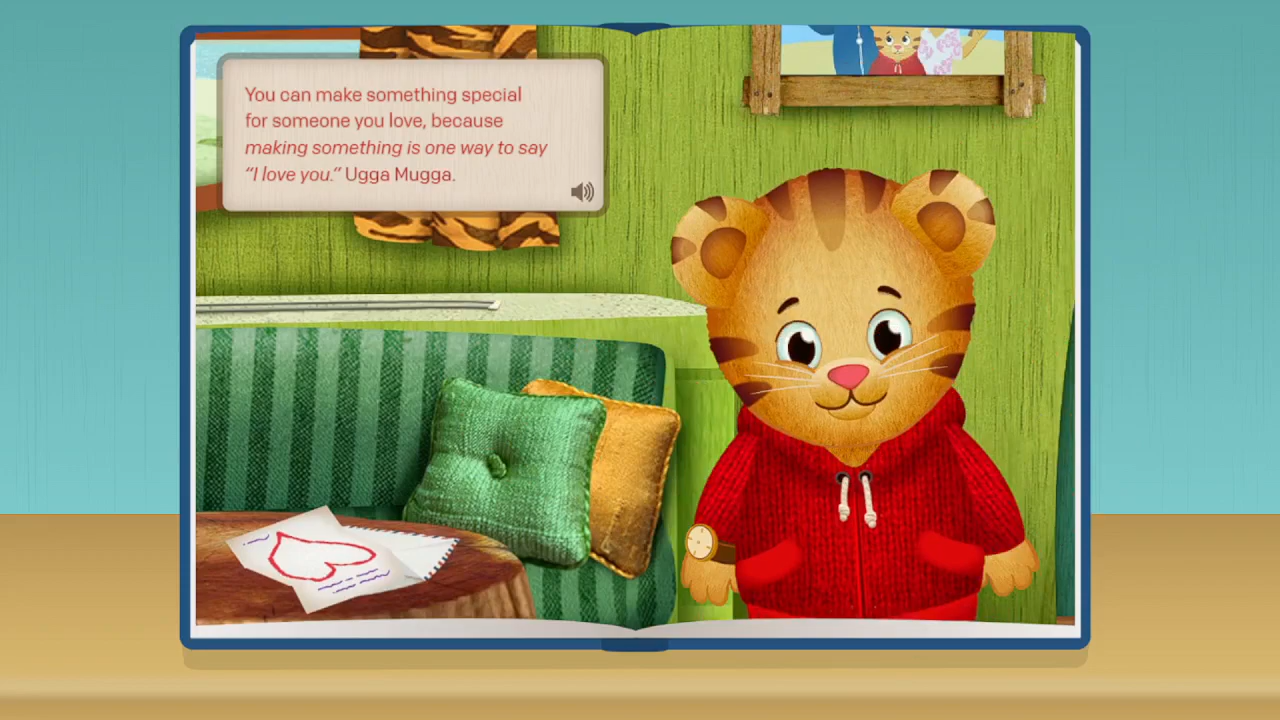 You can make something special
for someone you love, because
making something is one way to say
“I love you.” Ugga Mugga.